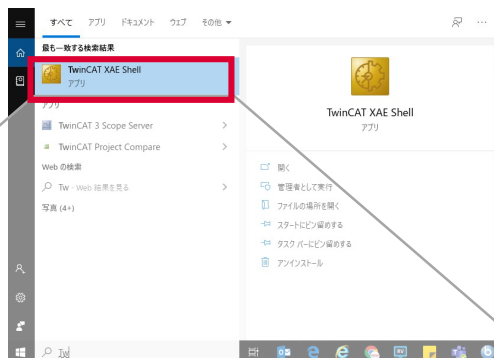 すべて アプリ ドキュメント ウェブ その他
最も一致する検索結果
TwinCAT XAE Shell
アプリ
アプリ
TwinCAT 3 Scope Server
TwinCAT Project Compare
Web の検索
Tw - Web 結果を見る
写真 (4+)
TwinCAT XAE Shell
アプリ
開く
管理者として実行
ファイルの場所を開く
スタートにピン留めする
タスク バーにピン留めする
アンインストール
Tw